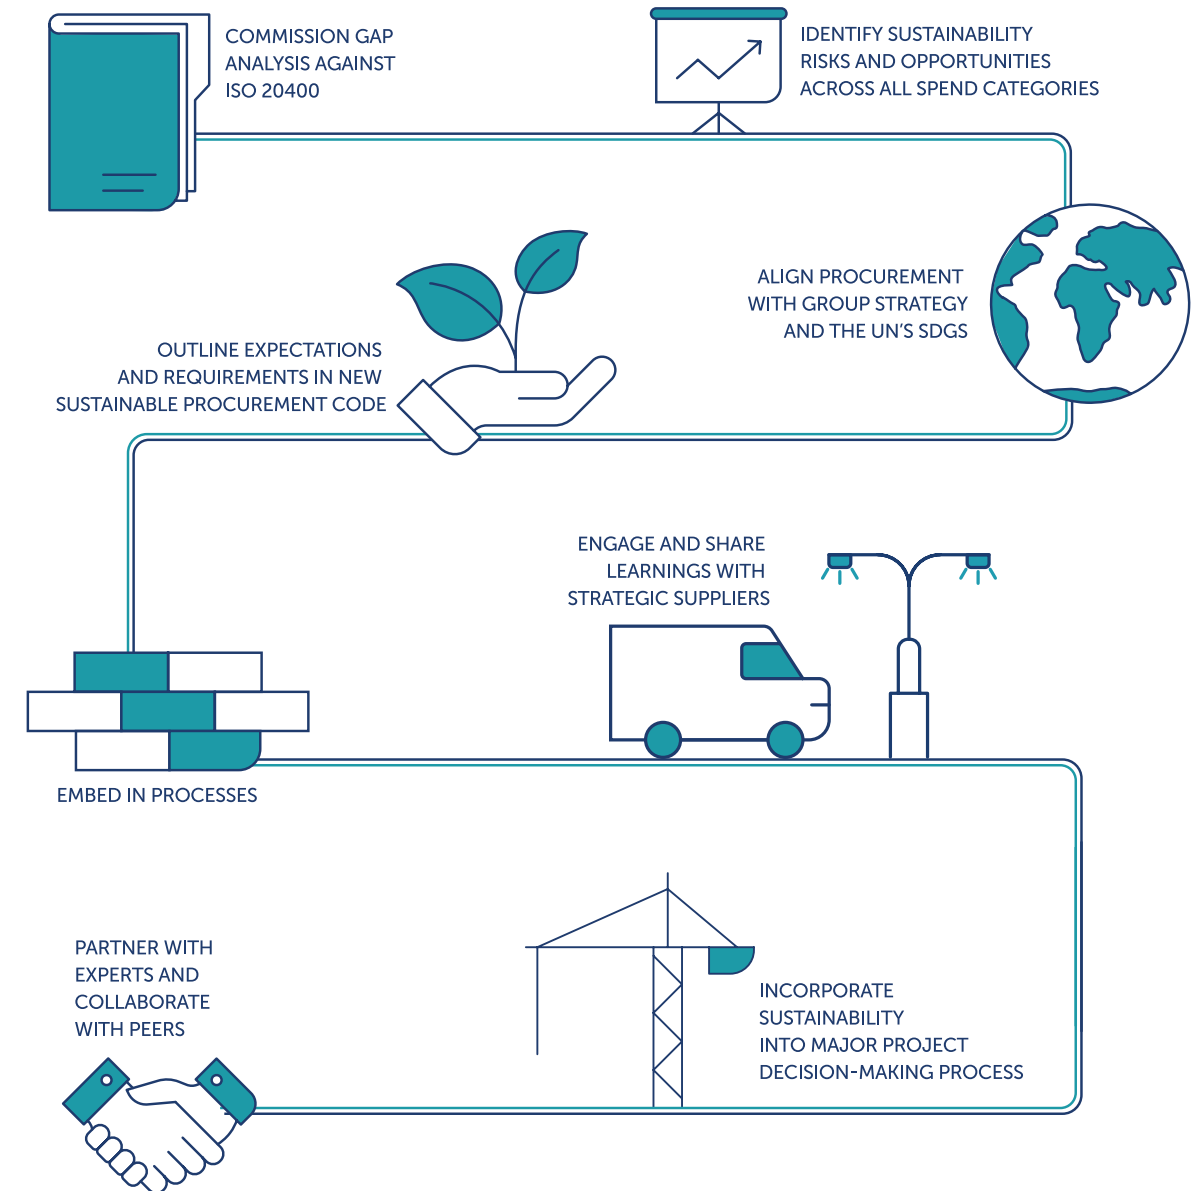 COMMISSION GAP
ANALYSIS AGAINST
ISO 20400
IDENTIFY SUSTAINABILITY
RISKS AND OPPORTUNITIES
ACROSS ALL SPEND CATEGORIES
ALIGN PROCUREMENT
WITH GROUP STRATEGY
AND THE UN'S SDGS
OUTLINE EXPECTATIONS
AND REQUIREMENTS IN NEW
SUSTAINABLE PROCUREMENT CODE
EMBED IN PROCESSES
ENGAGE AND SHARE
LEARNINGS WITH
STRATEGIC SUPPLIERS
INCORPORATE
SUSTAINABILITY
INTO MAJOR PROJECT
DECISION-MAKING PROCESS
PARTNER WITH
EXPERTS AND
COLLABORATE
WITH PEERS